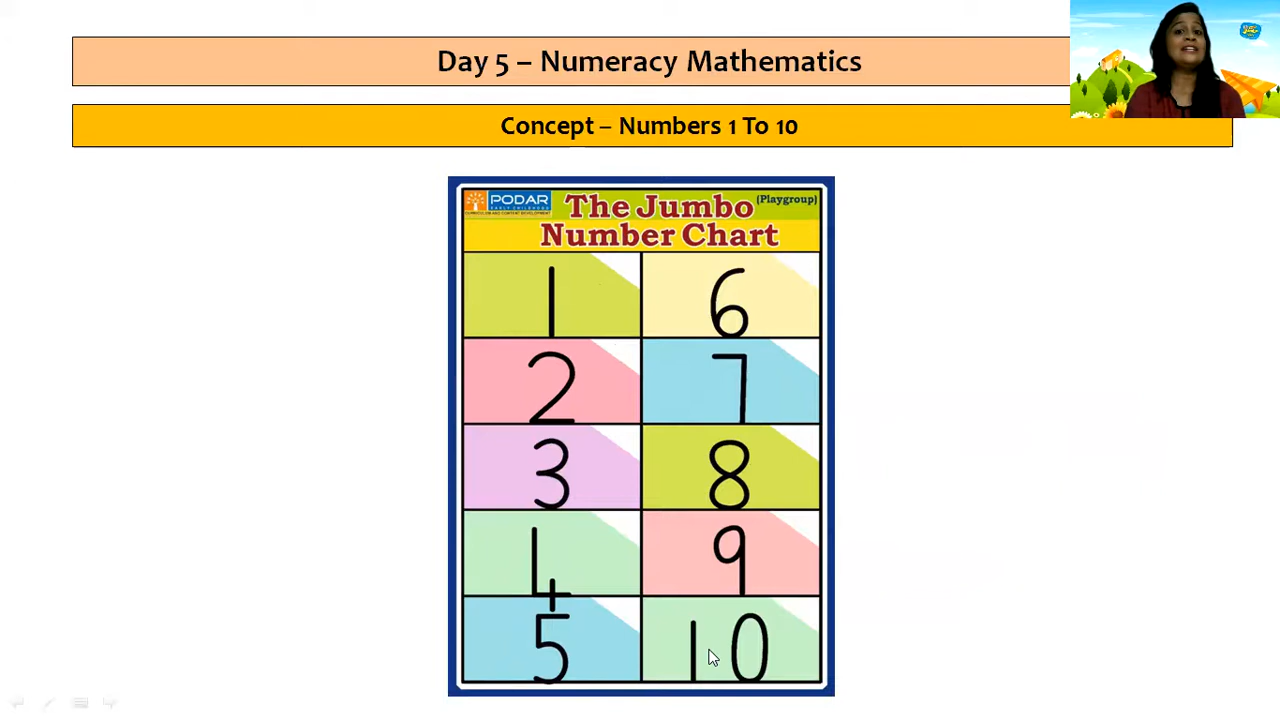 Day 5 – Numeracy Mathematics
Concept – Numbers 1 To 10
PODAR
The Jumbo
(Playgroup)
Number Chart
1 6
2 7
3 8
4 9
5 10